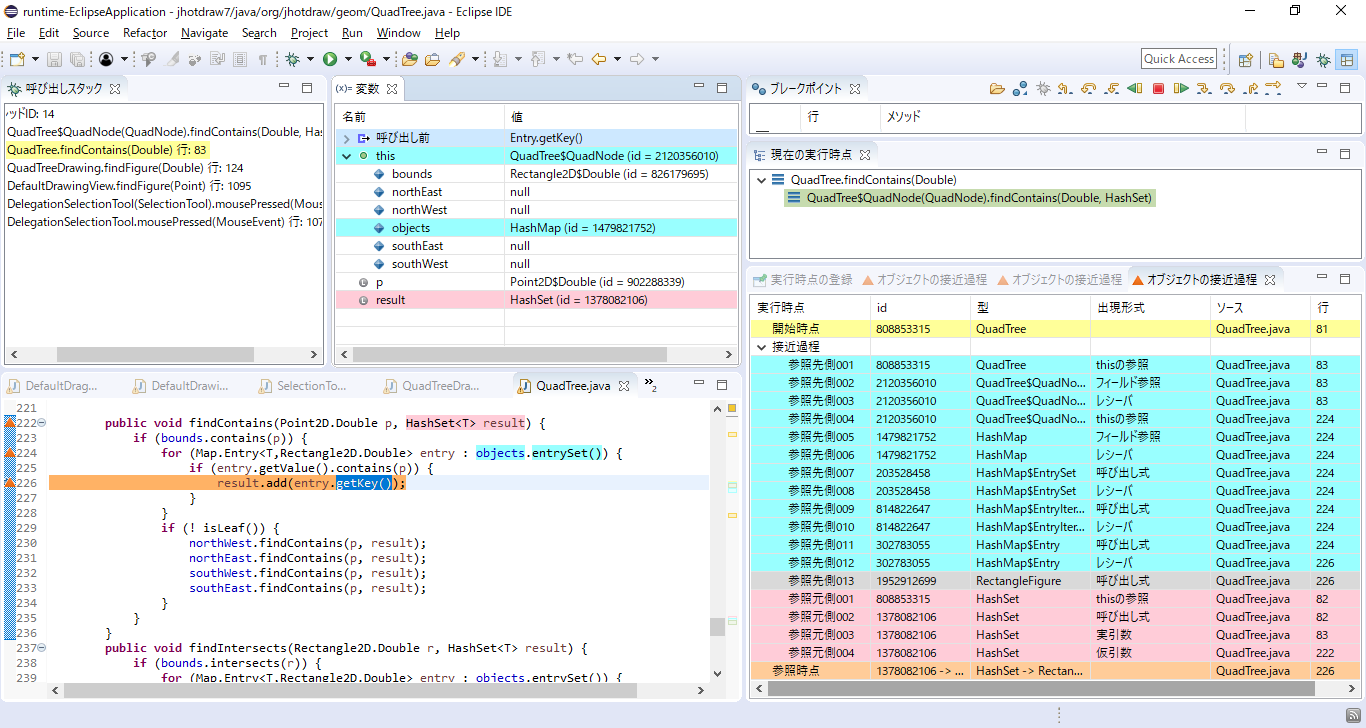 runtime-EclipseApplication - jhotdraw7/java/org/jhotdraw/geom/QuadTree.java - Eclipse IDE
File Edit Source Refactor Navigate Search Project Run Window Help
Quick Access
呼び出しスタック
ハッドID: 14
QuadTree$QuadNode(QuadNode).findContains(Double, Has
QuadTree.findContains(Double) 行: 83
QuadTreeDrawing.findFigure(Double) 行: 124
DefaultDrawingView.findFigure(Point) 行: 1095
DelegationSelectionTool(SelectionTool).mousePressed(Mous
DelegationSelectionTool.mousePressed(MouseEvent) 行: 107
(x)= 変数
名前 値
呼び出し前 Entry.getKey()
this QuadTree$QuadNode (id = 2120356010)
bounds Rectangle2D$Double (id = 826179695)
northEast null
northWest null
objects HashMap (id = 1479821752)
southEast null
southWest null
p Point2D$Double (id = 902288339)
result HashSet (id = 1378082106)
ブレークポイント
行 メソッド
現在の実行時点
QuadTree.findContains(Double)
QuadTree$QuadNode(QuadNode).findContains(Double, HashSet)
DefaultDrag... DefaultDrawi... SelectionTo... QuadTreeDra... QuadTree.java »2
221
222 public void findContains(Point2D.Double p, HashSet<T> result) {
223 if (bounds.contains(p)) {
224 for (Map.Entry<T,Rectangle2D.Double> entry : objects.entrySet()) {
225 if (entry.getValue().contains(p)) {
226 result.add(entry.getKey());
227 }
228 }
229 if (! isLeaf()) {
230 northWest.findContains(p, result);
231 northEast.findContains(p, result);
232 southWest.findContains(p, result);
233 southEast.findContains(p, result);
234 }
235 }
236 }
237 public void findIntersects(Rectangle2D.Double r, HashSet<T> result) {
238 if (bounds.intersects(r)) {
239 for (Map.Entry<T,Rectangle2D.Double> entry : objects.entrySet()) {
実行時点の登録 オブジェクトの接近過程 オブジェクトの接近過程 オブジェクトの接近過程
実行時点 id 型 出現形式 ソース 行
開始時点 808853315 QuadTree QuadTree.java 81
接近過程
参照先側001 808853315 QuadTree thisの参照 QuadTree.java 83
参照先側002 2120356010 QuadTree$QuadNo... フィールド参照 QuadTree.java 83
参照先側003 2120356010 QuadTree$QuadNo... レシーバ QuadTree.java 83
参照先側004 2120356010 QuadTree$QuadNo... thisの参照 QuadTree.java 224
参照先側005 1479821752 HashMap フィールド参照 QuadTree.java 224
参照先側006 1479821752 HashMap レシーバ QuadTree.java 224
参照先側007 203528458 HashMap$EntrySet 呼び出し式 QuadTree.java 224
参照先側008 203528458 HashMap$EntrySet レシーバ QuadTree.java 224
参照先側009 814822647 HashMap$EntryIter... 呼び出し式 QuadTree.java 224
参照先側010 814822647 HashMap$EntryIter... レシーバ QuadTree.java 224
参照先側011 302783055 HashMap$Entry 呼び出し式 QuadTree.java 224
参照先側012 302783055 HashMap$Entry レシーバ QuadTree.java 226
参照先側013 1952912699 RectangleFigure 呼び出し式 QuadTree.java 226
参照元側001 808853315 HashSet thisの参照 QuadTree.java 82
参照元側002 1378082106 HashSet 呼び出し式 QuadTree.java 82
参照元側003 1378082106 HashSet 実引数 QuadTree.java 83
参照元側004 1378082106 HashSet 仮引数 QuadTree.java 222
参照時点 1378082106 -> ... HashSet -> Rectan... QuadTree.java 226